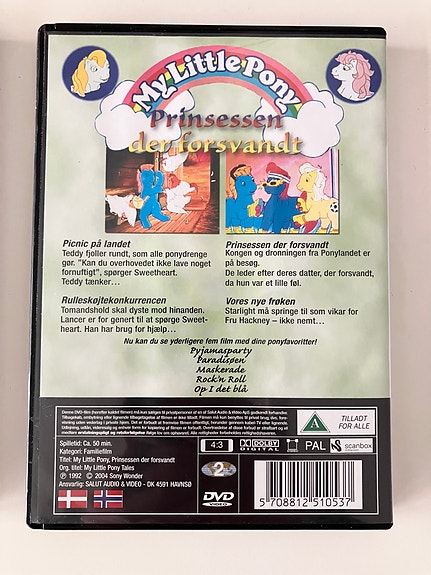 My Little Pony
Prinsessen
der forsvandt
Picnic på landet
Teddy fjoller rundt, som alle ponydrenge
gør. "Kan du overhovedet ikke lave noget
fornuftigt", spørger Sweetheart.
Teddy tænker...
Prinsessen der forsvandt
Kongen og dronningen fra Ponylandet er
på besøg.
De leder efter deres datter, der forsvandt,
da hun var et lille føl.
Rulleskøjtekonkurrencen
Tomandshold skal dyste mod hinanden.
Lancer er for genert til at spørge Sweet-
heart. Han har brug for hjælp...
Vores nye frøken
Starlight må springe til som vikar for
Fru Hackney – ikke nemt...
Nu kan du se yderligere fem film med dine ponyfavoritter!
Pyjamasparty
Paradisøen
Maskerade
Rock'n Roll
Op I det blå
A
TILLADT
FOR ALLE
Spilletid: Ca. 50 min.
Kategori: Familiefilm
Titel: My Little Pony, Prinsessen der forsvandt
Org. titel: My Little Pony Tales
℗ 1992 © 2004 Sony Wonder
Salgsansvarlig: SALUT AUDIO & VIDEO - DK 4591 HAVNSØ
4:3
DOLBY
DIGITAL
PAL
scanbox
2
DVD
VIDEO
5 708812 510537